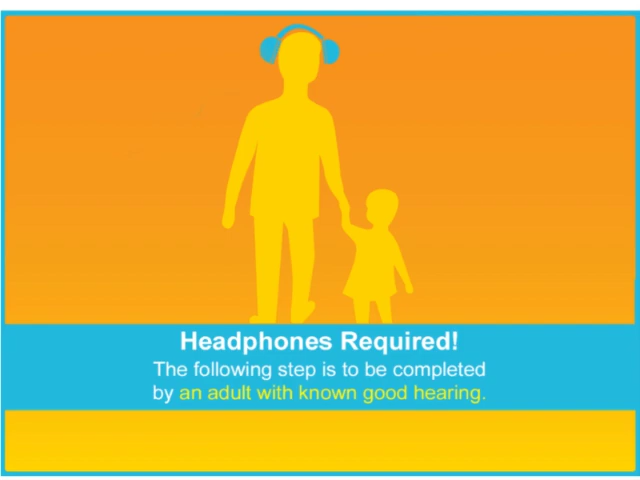 Headphones Required!
The following step is to be completed
by an adult with known good hearing.